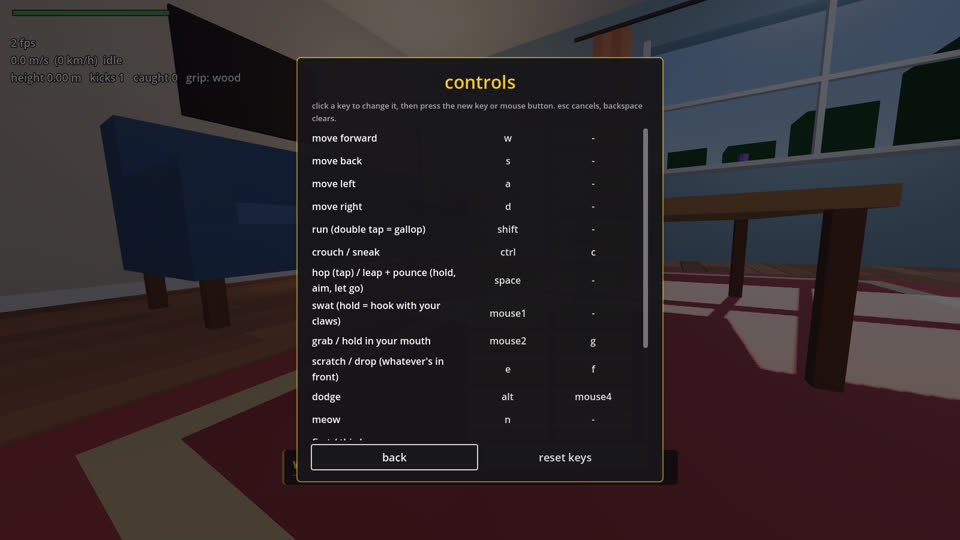 2 fps
0.0 m/s (0 km/h) idle
height 0.00 m kicks 1 caught 0 grip: wood
controls
click a key to change it, then press the new key or mouse button. esc cancels, backspace
clears.
move forward w -
move back s -
move left a -
move right d -
run (double tap = gallop) shift -
crouch / sneak ctrl c
hop (tap) / leap + pounce (hold,
aim, let go) space -
swat (hold = hook with your
claws) mouse1 -
grab / hold in your mouth mouse2 g
scratch / drop (whatever's in
front) e f
dodge alt mouse4
meow n -
back reset keys